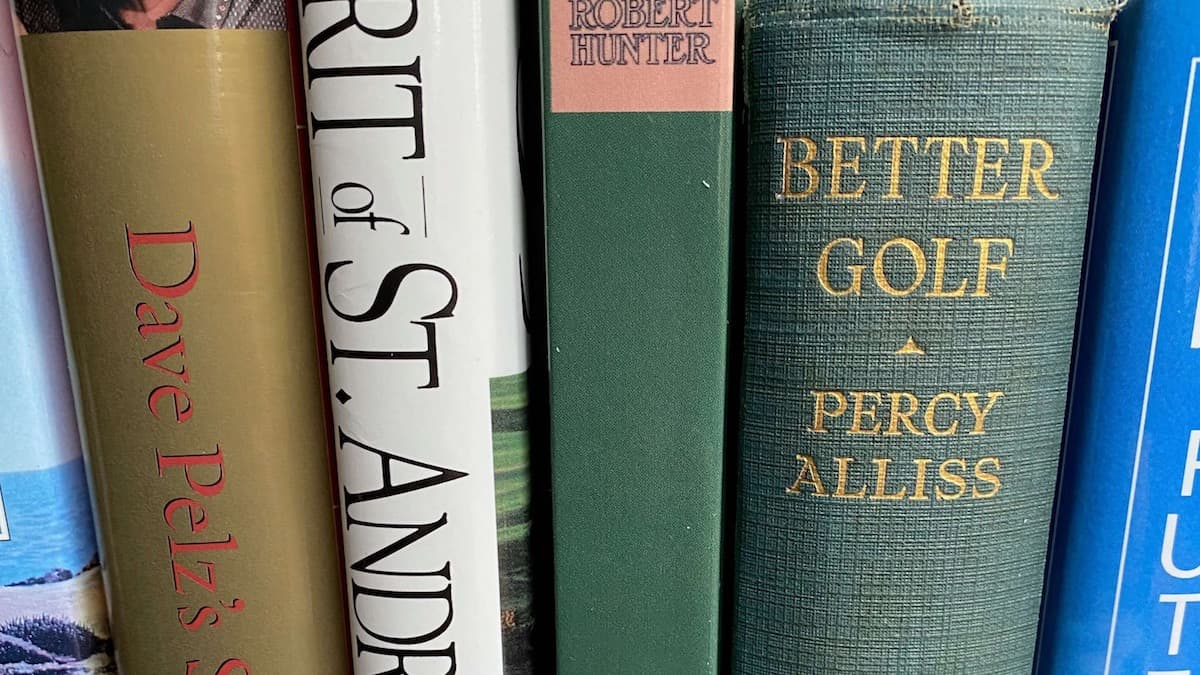 Dave Pelz's S
RIT of ST. ANDR
ROBERT
HUNTER
BETTER
GOLF
PERCY
ALLISS